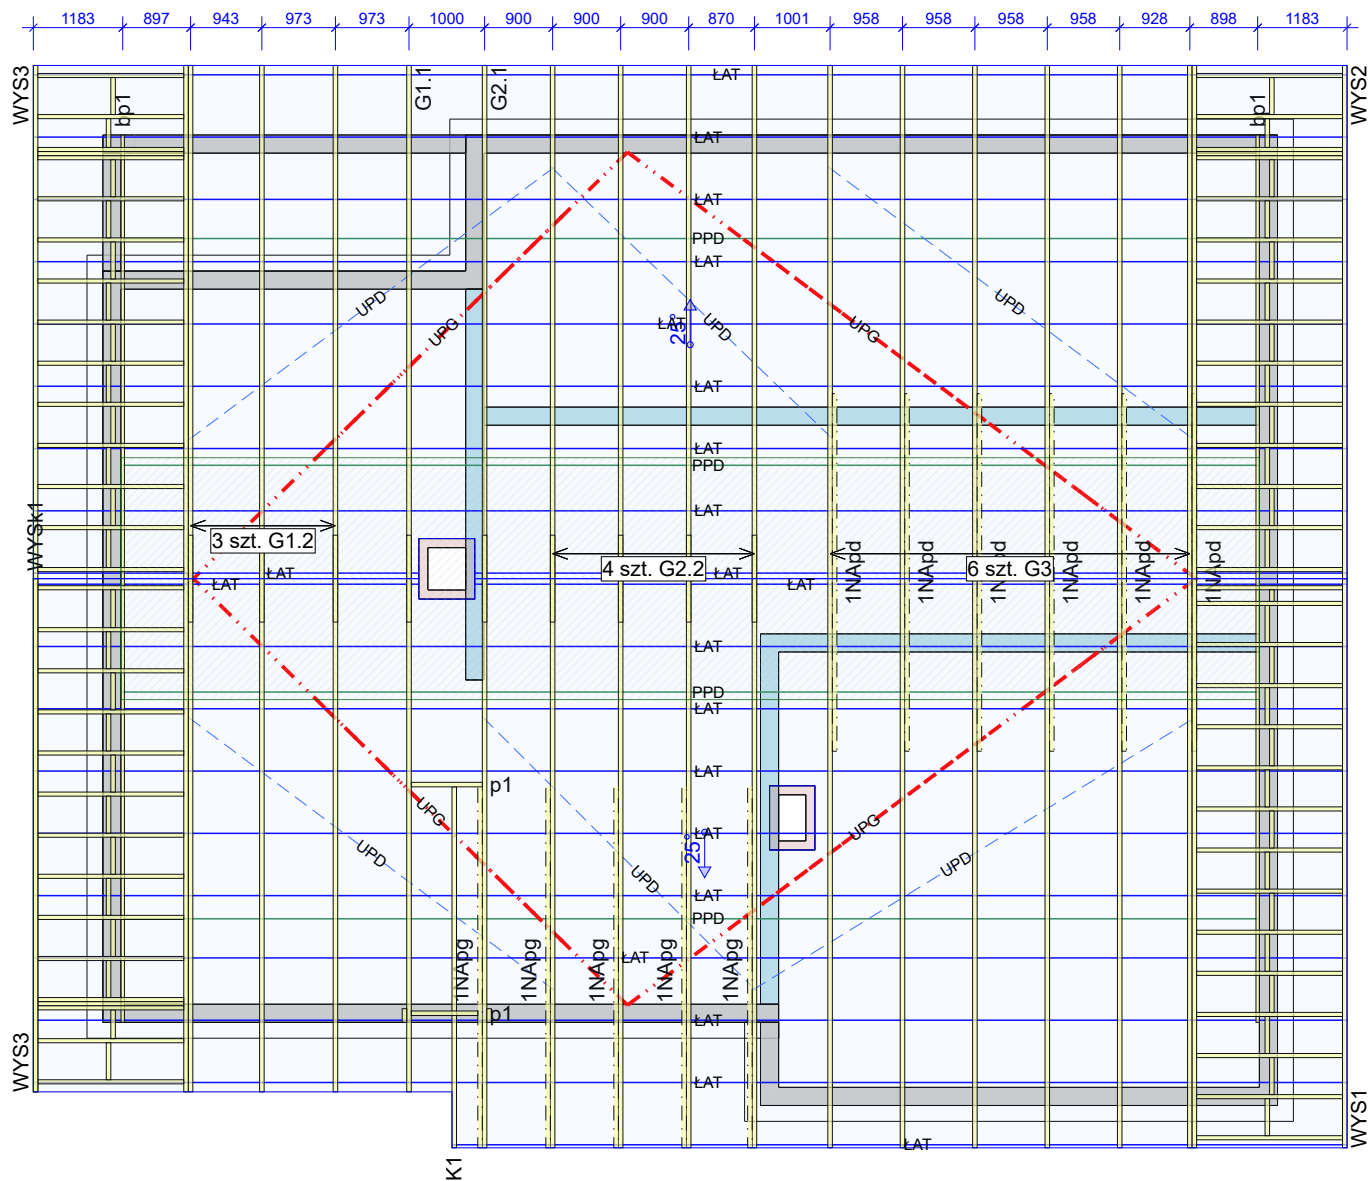 1183 897 943 973 973 1000 900 900 900 870 1001 958 958 958 958 928 898 1183
WYS3 bp1 G1.1 G2.1 ŁAT bp1 WYS2
ŁAT
ŁAT
PPD
ŁAT
UPD UPG ŁAT 25° UPD UPG UPD
ŁAT
ŁAT
PPD
ŁAT
WYSk1 3 szt. G1.2 4 szt. G2.2 6 szt. G3
1NApd 1NApd 1NApd 1NApd 1NApd 1NApd
ŁAT ŁAT ŁAT ŁAT
ŁAT
PPD
ŁAT
ŁAT
p1
UPG ŁAT 25° UPG
UPD UPD UPD
ŁAT
PPD
1NApg 1NApg 1NApg 1NApg 1NApg
ŁAT
p1 ŁAT
WYS3 ŁAT WYS1
K1 ŁAT